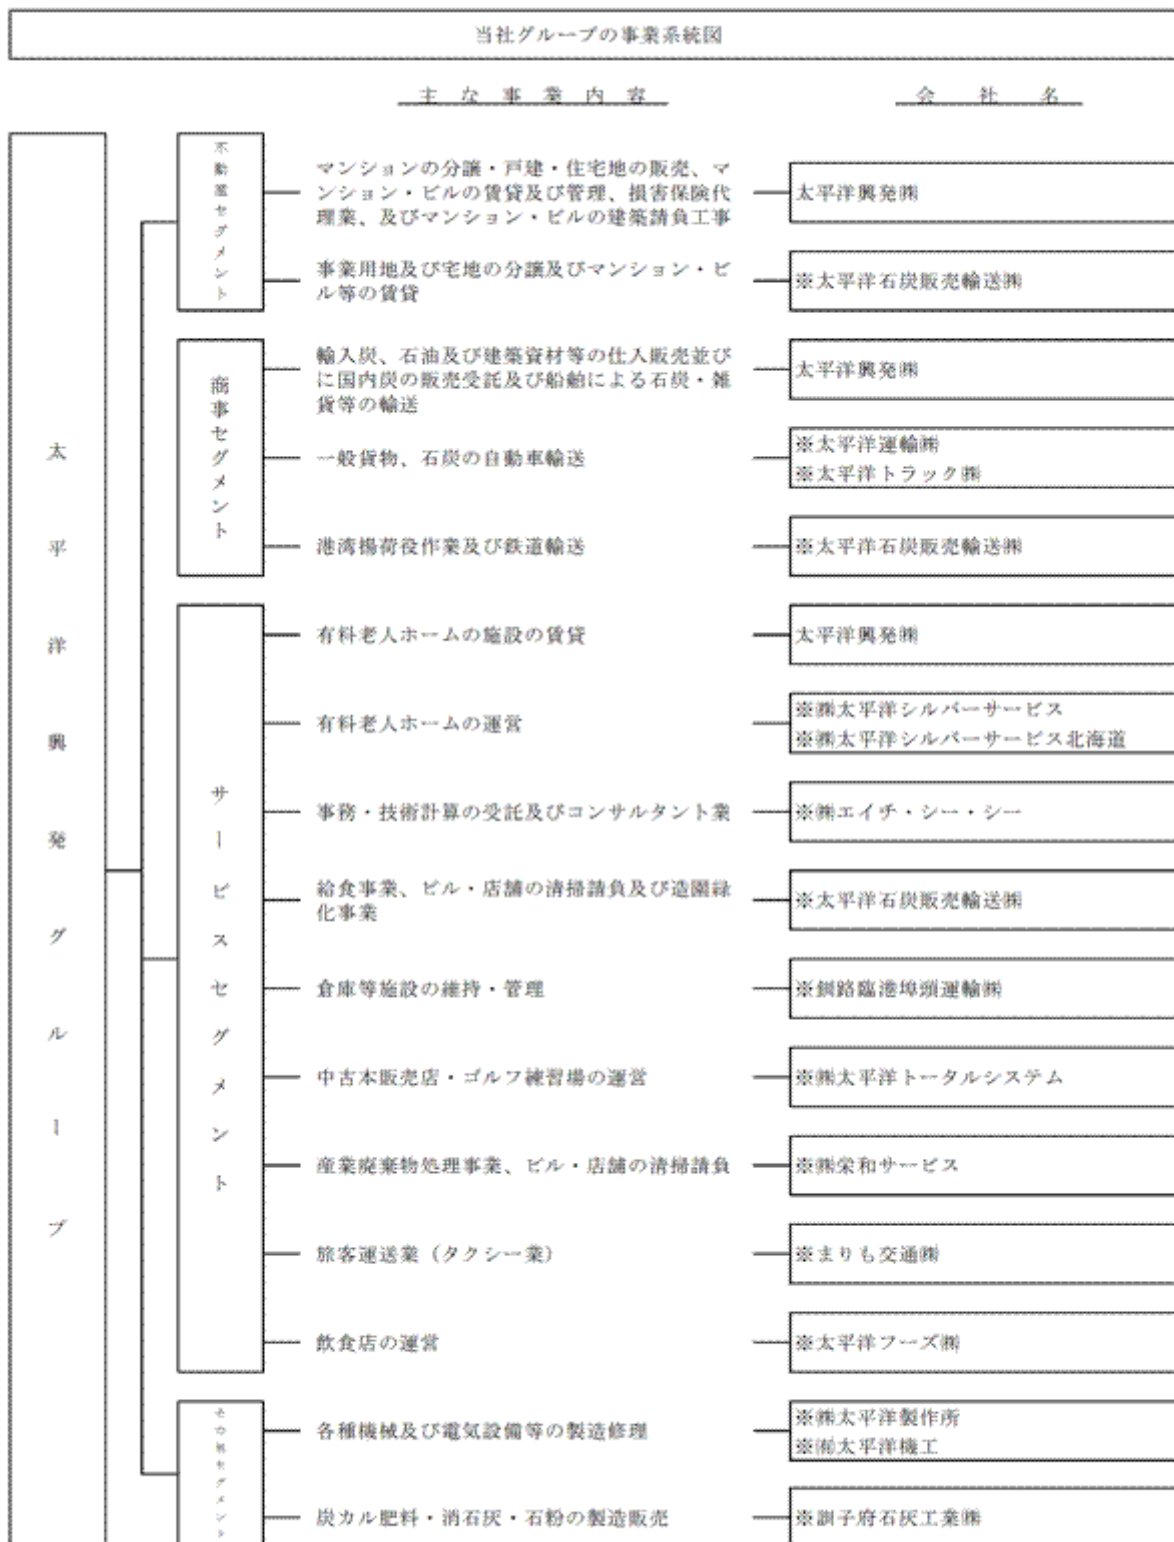 当社グループの事業系統図
主な事業内容
会社名
太平洋興発グループ
不動産セグメント
マンションの分譲・戸建・住宅地の販売、マ
ンション・ビルの賃貸及び管理、損害保険代
理業、及びマンション・ビルの建築請負工事
太平洋興発㈱
事業用地及び宅地の分譲及びマンション・ビ
ル等の賃貸
※太平洋石炭販売輸送㈱
商事セグメント
輸入炭、石油及び建築資材等の仕入販売並び
に国内炭の販売受託及び船舶による石炭・雑
貨等の輸送
太平洋興発㈱
一般貨物、石炭の自動車輸送
※太平洋運輸㈱
※太平洋トラック㈱
港湾揚荷役作業及び鉄道輸送
※太平洋石炭販売輸送㈱
サービスセグメント
有料老人ホームの施設の賃貸
太平洋興発㈱
有料老人ホームの運営
※㈱太平洋シルバーサービス
※㈱太平洋シルバーサービス北海道
事務・技術計算の受託及びコンサルタント業
※㈱エイチ・シー・シー
給食事業、ビル・店舗の清掃請負及び造園緑
化事業
※太平洋石炭販売輸送㈱
倉庫等施設の維持・管理
※釧路臨港埠頭運輸㈱
中古本販売店・ゴルフ練習場の運営
※㈱太平洋トータルシステム
産業廃棄物処理事業、ビル・店舗の清掃請負
※㈱栄和サービス
旅客運送業（タクシー業）
※まりも交通㈱
飲食店の運営
※太平洋フーズ㈱
その他セグメント
各種機械及び電気設備等の製造修理
※㈱太平洋製作所
※㈲太平洋機工
炭カル肥料・消石灰・石粉の製造販売
※訓子府石灰工業㈱